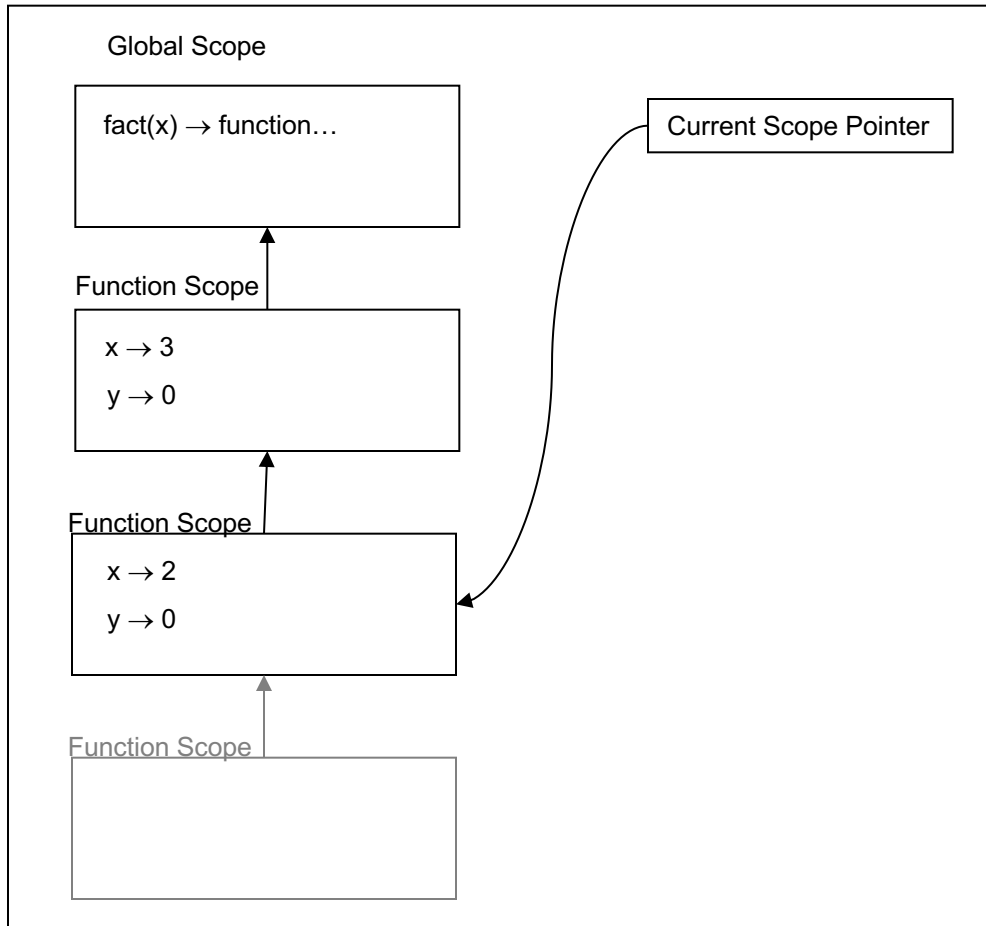 Global Scope
fact(x) → function…
Current Scope Pointer
Function Scope
x → 3
y → 0
Function Scope
x → 2
y → 0
Function Scope